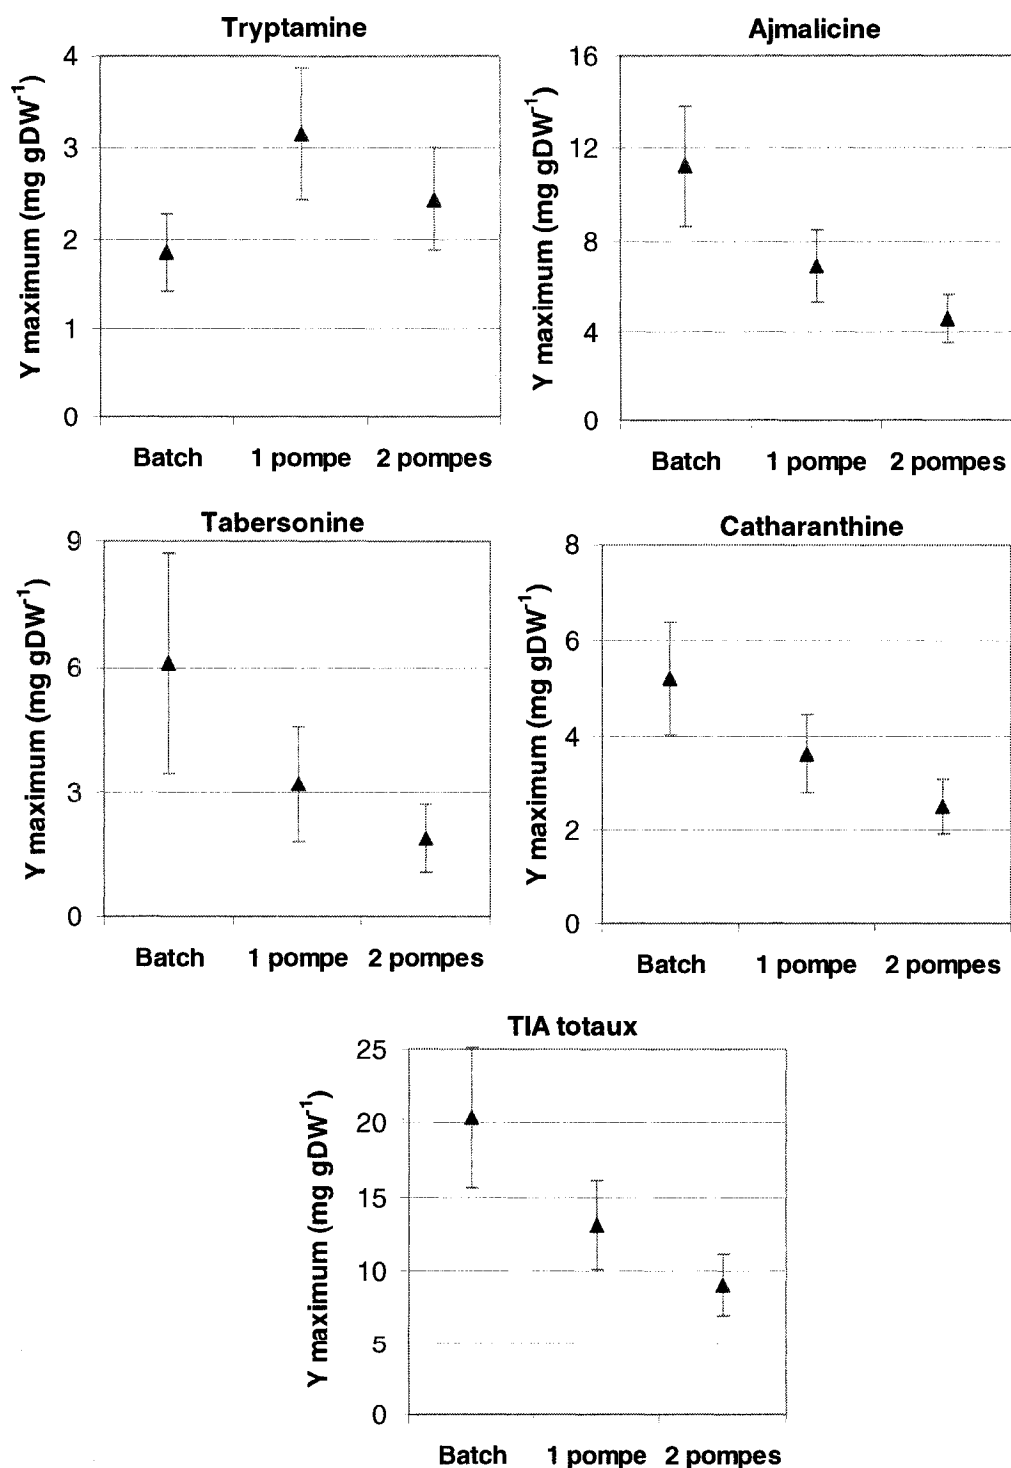 Tryptamine
Y maximum (mg gDW⁻¹)
4
3
2
1
0
Batch 1 pompe 2 pompes
Ajmalicine
Y maximum (mg gDW⁻¹)
16
12
8
4
0
Batch 1 pompe 2 pompes
Tabersonine
Y maximum (mg gDW⁻¹)
9
6
3
0
Batch 1 pompe 2 pompes
Catharanthine
Y maximum (mg gDW⁻¹)
8
6
4
2
0
Batch 1 pompe 2 pompes
TIA totaux
Y maximum (mg gDW⁻¹)
25
20
15
10
5
0
Batch 1 pompe 2 pompes